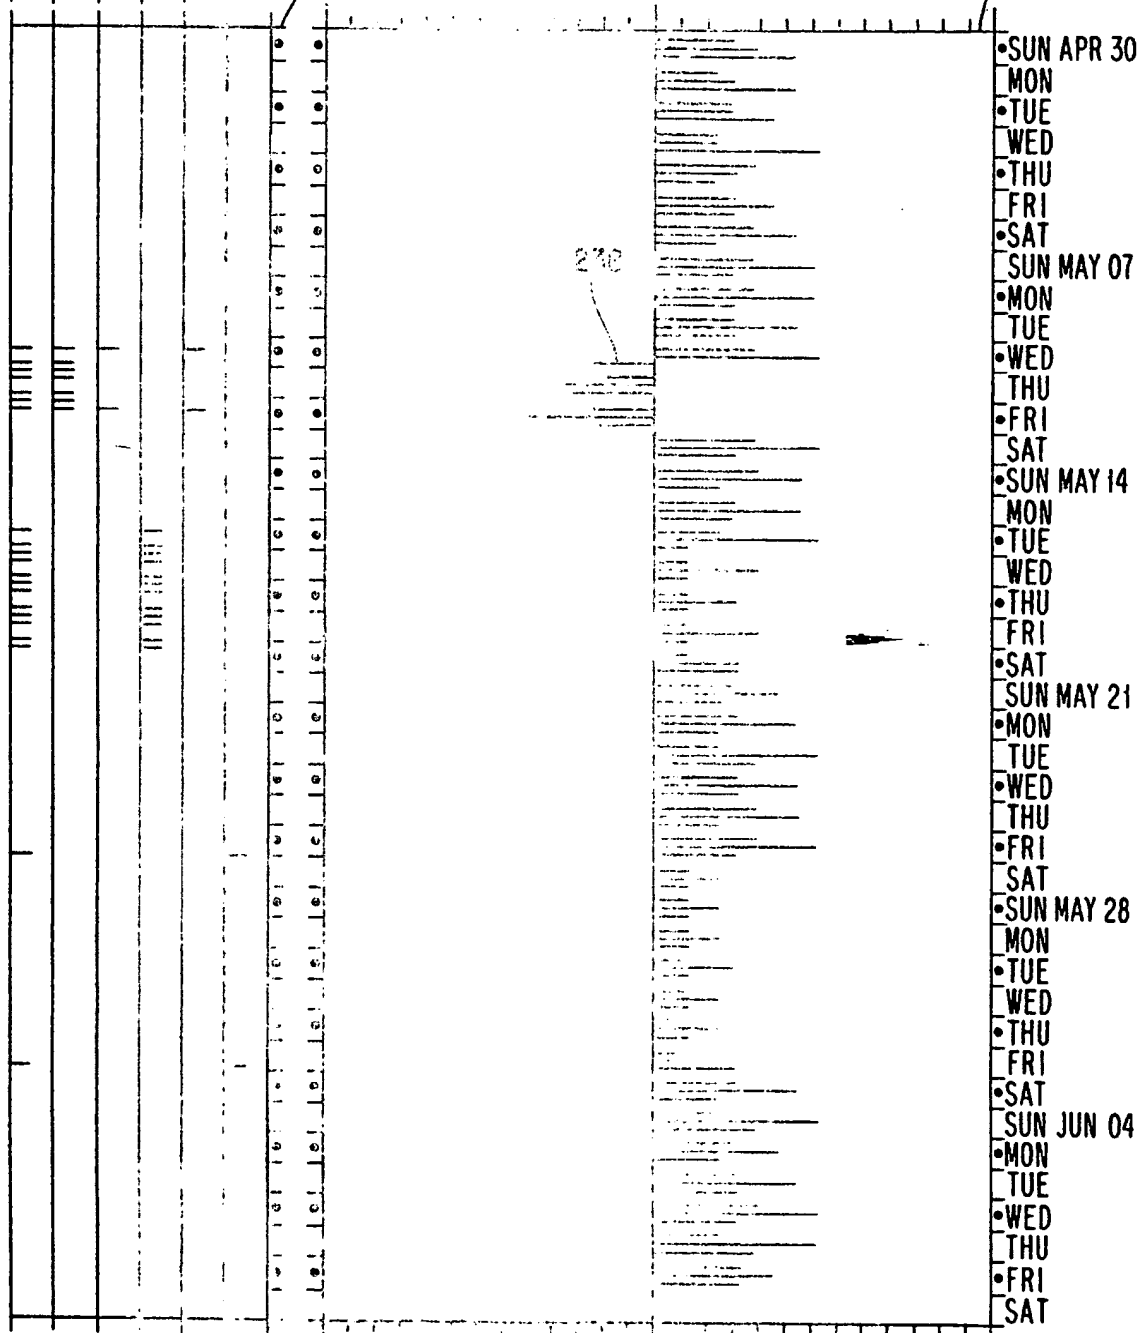 •SUN APR 30
MON
•TUE
WED
•THU
FRI
•SAT
SUN MAY 07
•MON
TUE
•WED
THU
•FRI
SAT
•SUN MAY 14
MON
•TUE
WED
•THU
FRI
•SAT
SUN MAY 21
•MON
TUE
•WED
THU
•FRI
SAT
•SUN MAY 28
MON
•TUE
WED
•THU
FRI
•SAT
SUN JUN 04
•MON
TUE
•WED
THU
•FRI
SAT